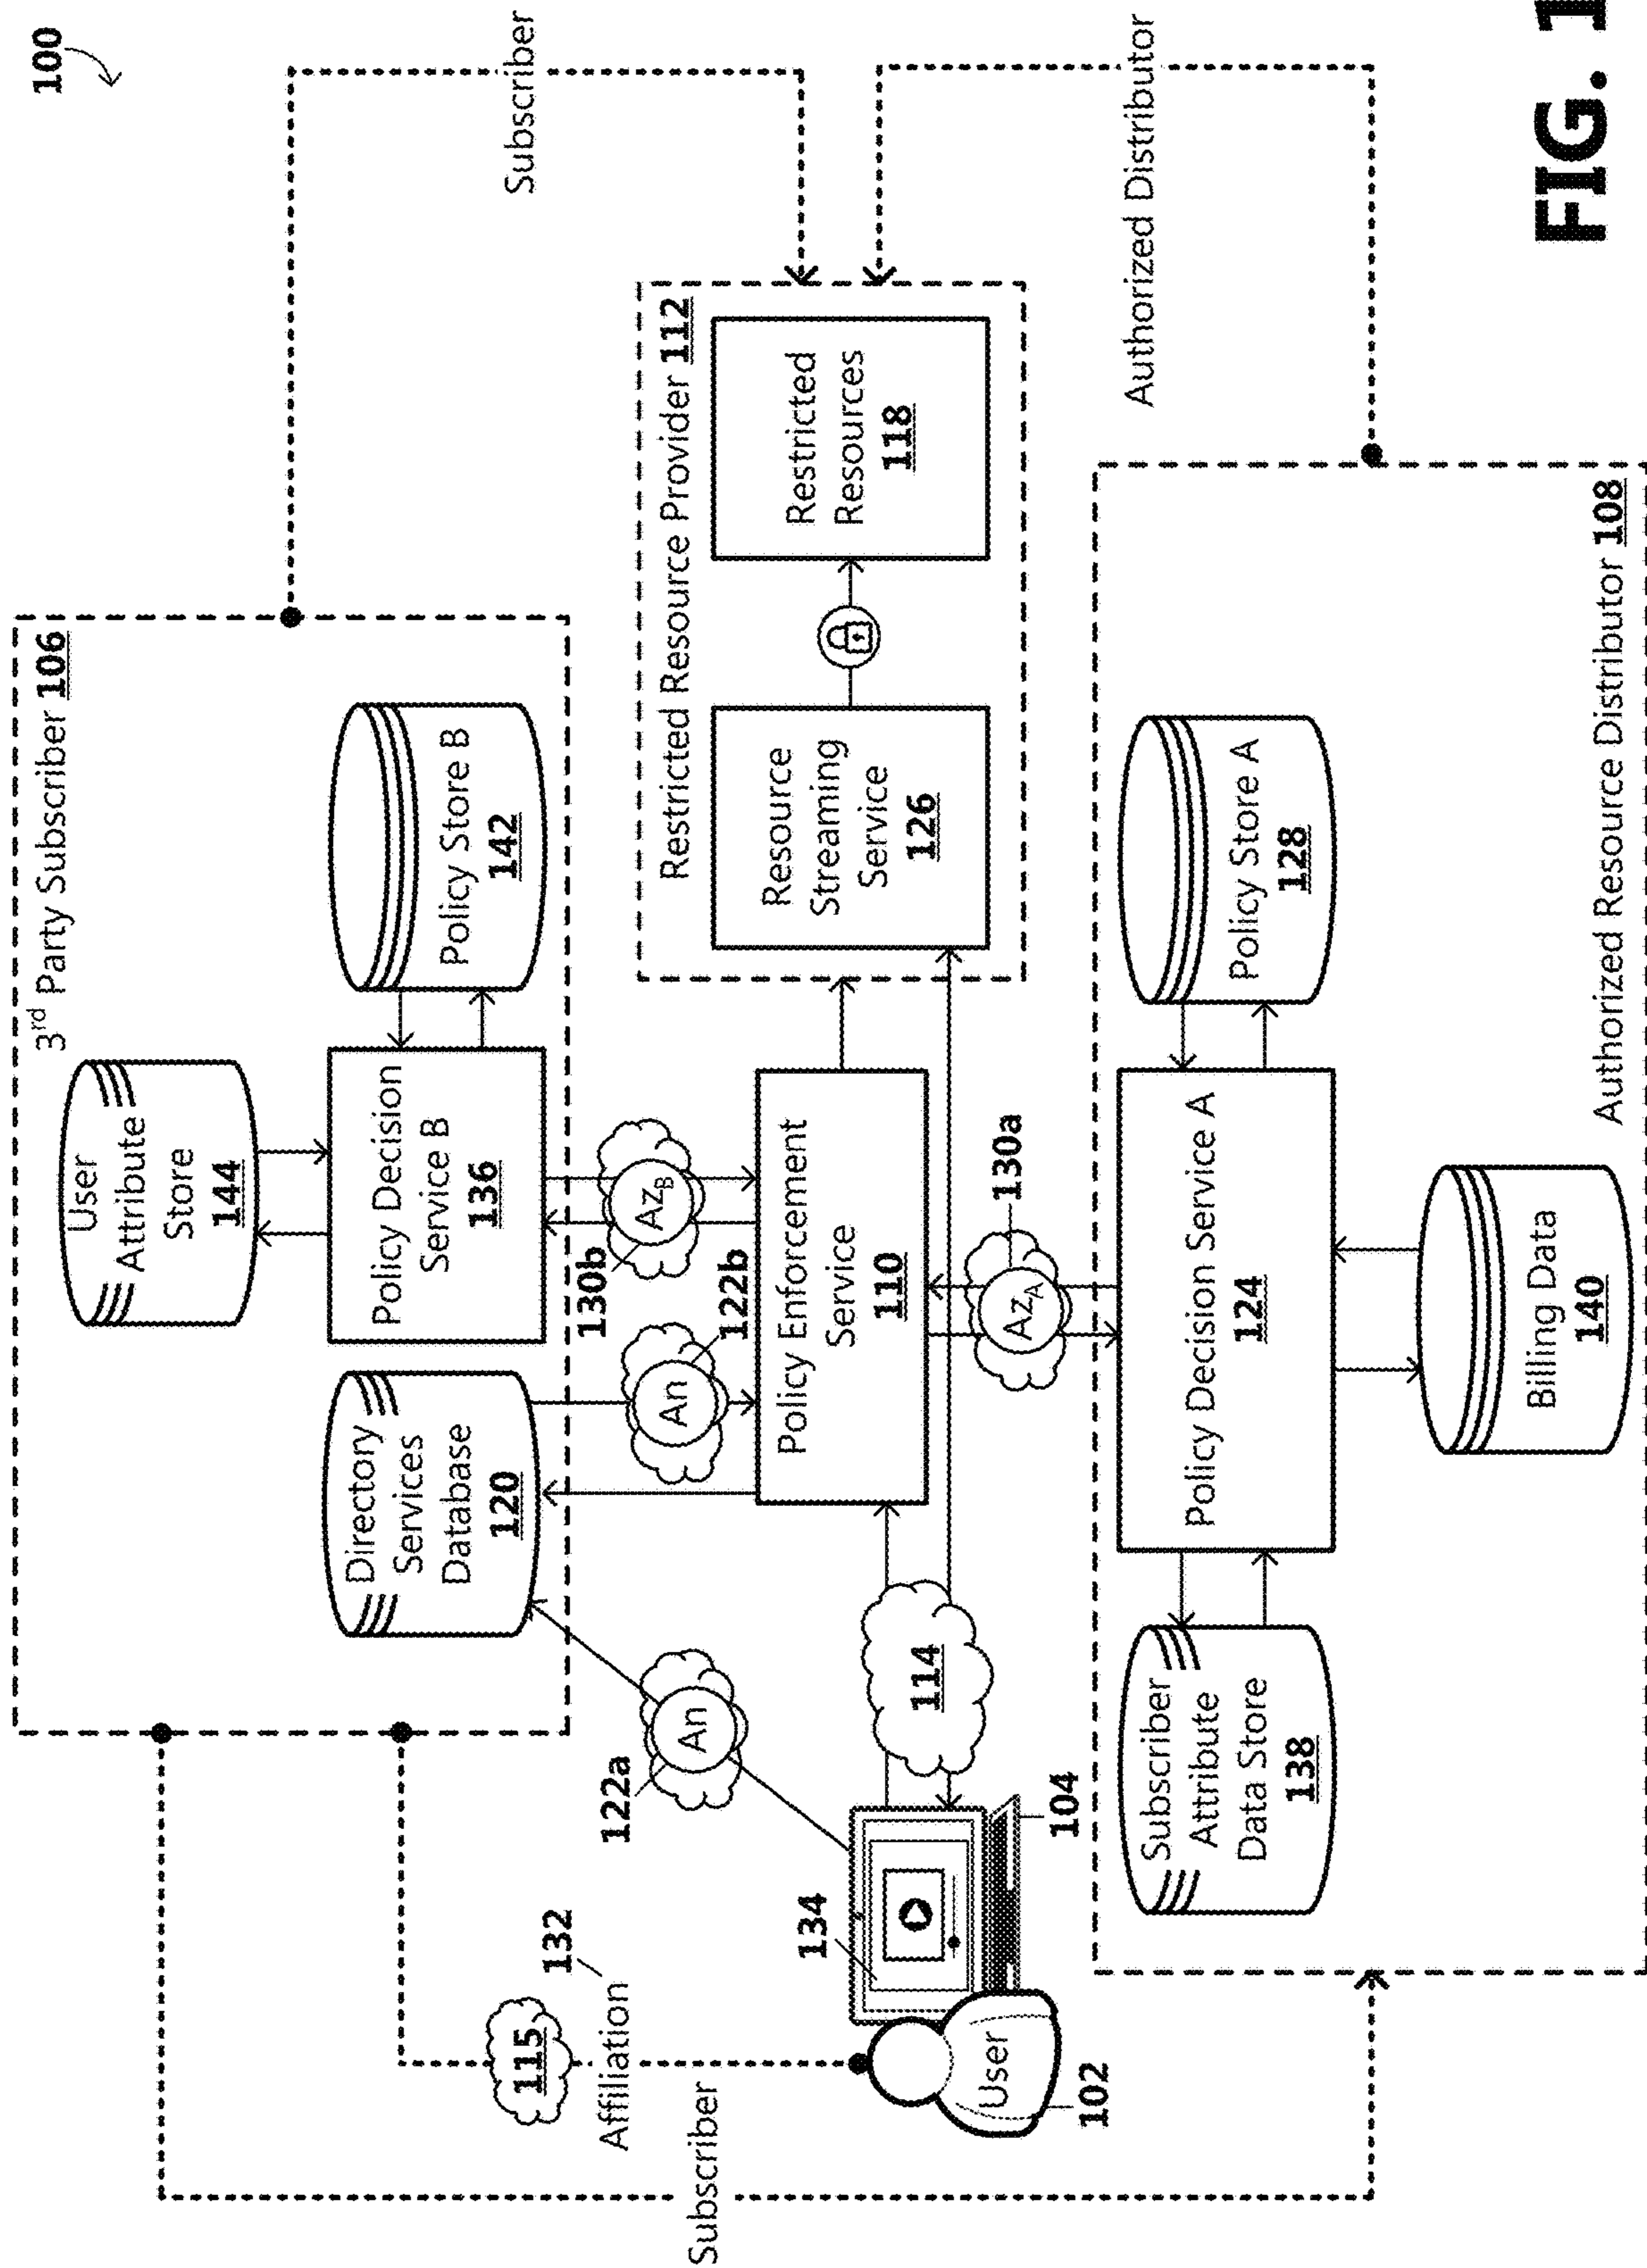 100
3rd Party Subscriber 106
User
Attribute
Store
144
Directory
Services
Database
120
Policy Decision
Service B
136
Policy Store B
142
Subscriber
115
132
Affiliation
122a
An
An
122b
130b
AzB
Restricted Resource Provider 112
Subscriber
134
User
102
104
114
Policy Enforcement
Service
110
Resource
Streaming
Service
126
Restricted
Resources
118
AzA
130a
Authorized Distributor
Subscriber
Attribute
Data Store
138
Policy Decision Service A
124
Policy Store A
128
Billing Data
140
Authorized Resource Distributor 108
FIG. 1